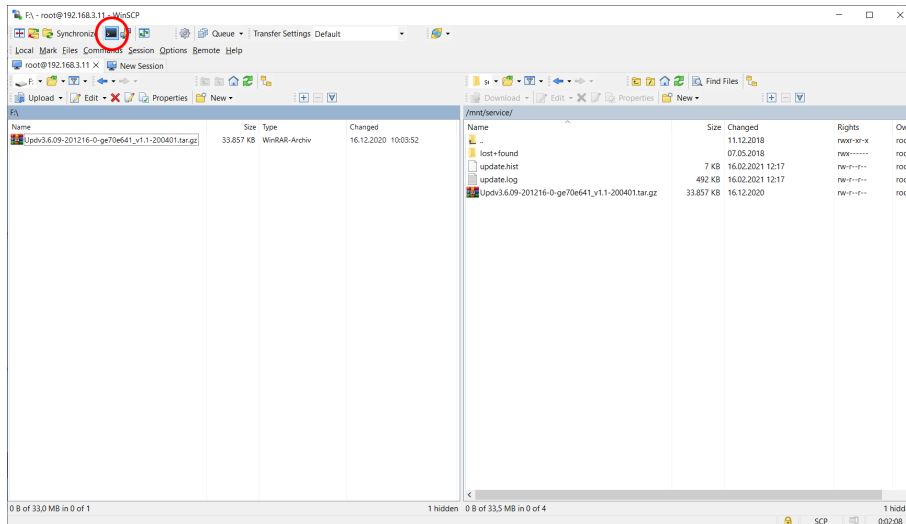 F:\ - root@192.168.3.11 - WinSCP
Queue Transfer Settings Default
Local Mark Files Commands Session Options Remote Help
root@192.168.3.11 × New Session
F:
Find Files
Upload Edit Properties New
Download Edit Properties New
F:\ /mnt/service/
Name Size Type Changed
Updv3.6.09-201216-0-ge70e641_v1.1-200401.tar.gz 33.857 KB WinRAR-Archiv 16.12.2020 10:03:52
0 B of 33,0 MB in 0 of 1 1 hidden
Name Size Changed Rights
.. 11.12.2018 rwxr-xr-x
lost+found 07.05.2018 rwx------
update.hist 7 KB 16.02.2021 12:17 rw-r--r--
update.log 492 KB 16.02.2021 12:17 rw-r--r--
Updv3.6.09-201216-0-ge70e641_v1.1-200401.tar.gz 33.857 KB 16.12.2020 rw-r--r--
0 B of 33,5 MB in 0 of 4
SCP 0:02:08